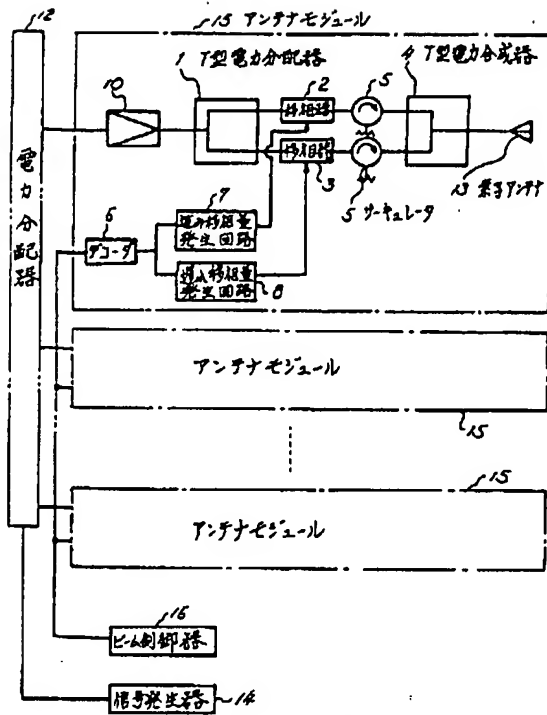 12
15 アンテナモジュール
1 T型電力分配器
4 T型電力合成器
10
2
移相器
5
移相器
3
5 サーキュレータ
13 素子アンテナ
電力分配器
6
デコーダ
7
進み移相量
発生回路
遅れ移相量
発生回路
8
アンテナモジュール
15
15
アンテナモジュール
16
ビーム制御器
信号発生器
14